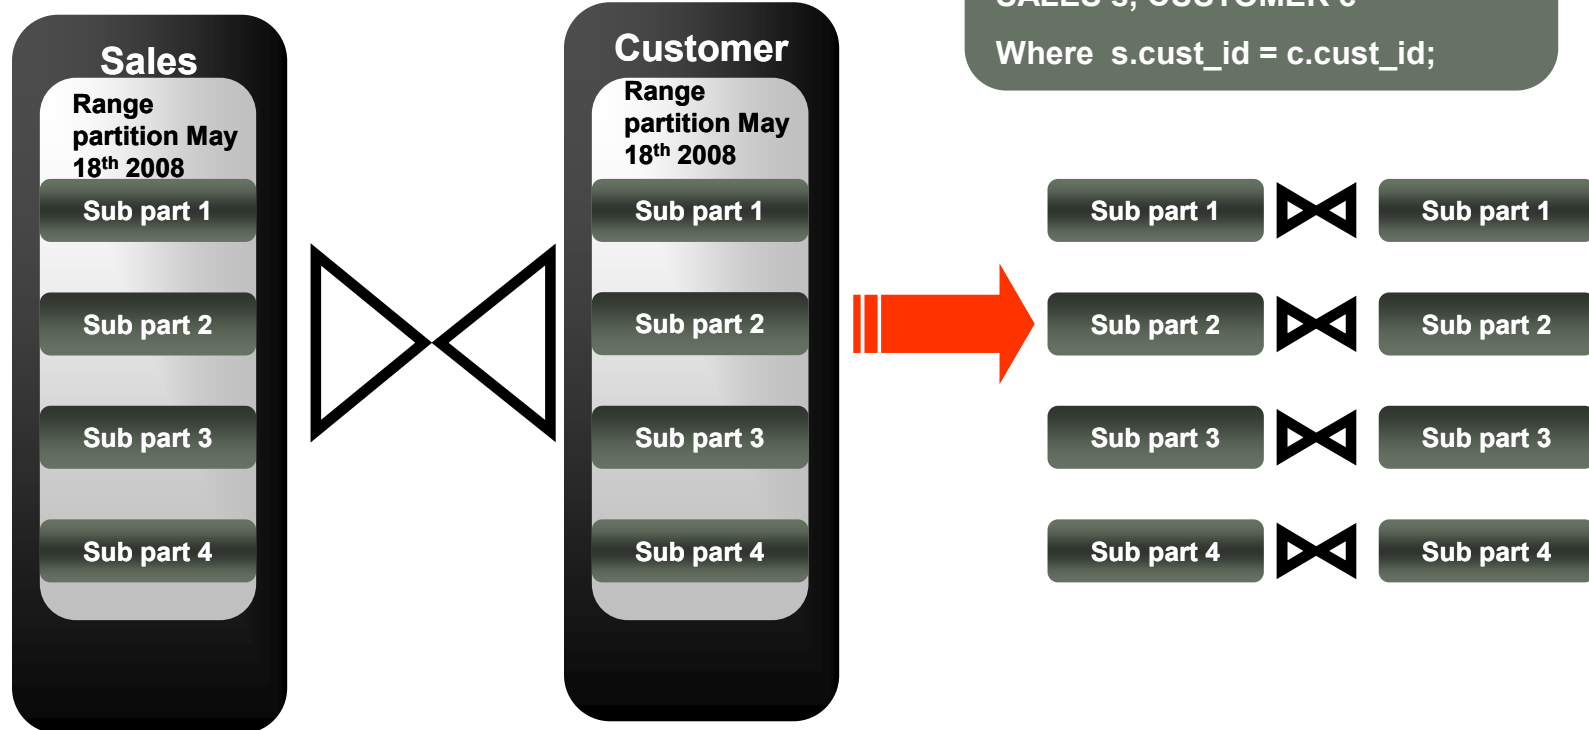 SALES s, CUSTOMER c
Where s.cust_id = c.cust_id;
Sales
Range
partition May
18th 2008
Sub part 1
Sub part 2
Sub part 3
Sub part 4
Customer
Range
partition May
18th 2008
Sub part 1
Sub part 2
Sub part 3
Sub part 4
Sub part 1
Sub part 1
Sub part 2
Sub part 2
Sub part 3
Sub part 3
Sub part 4
Sub part 4